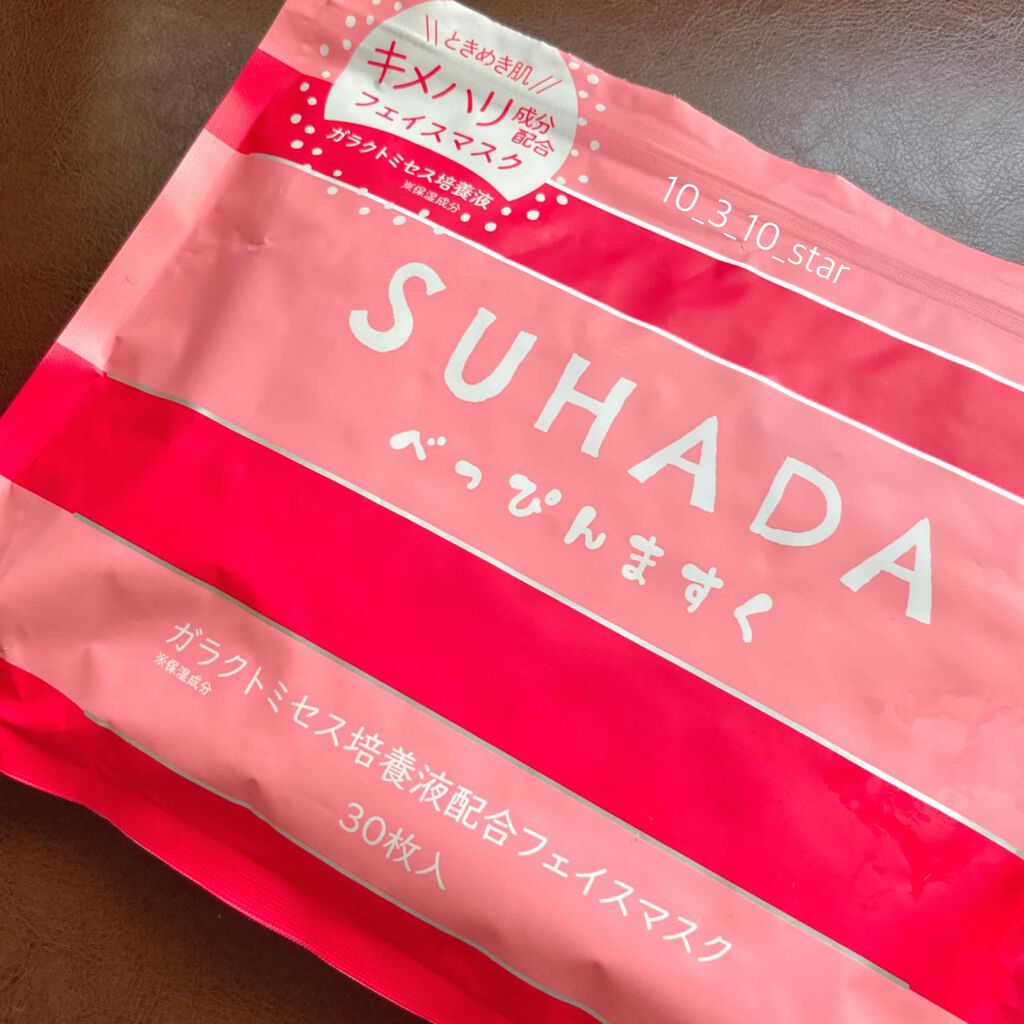 \\ときめき肌//
キメハリ成分配合
フェイスマスク
ガラクトミセス培養液
※保湿成分
10_3_10_star
SUHADA
べっぴんますく
ガラクトミセス培養液配合フェイスマスク
※保湿成分
30枚入